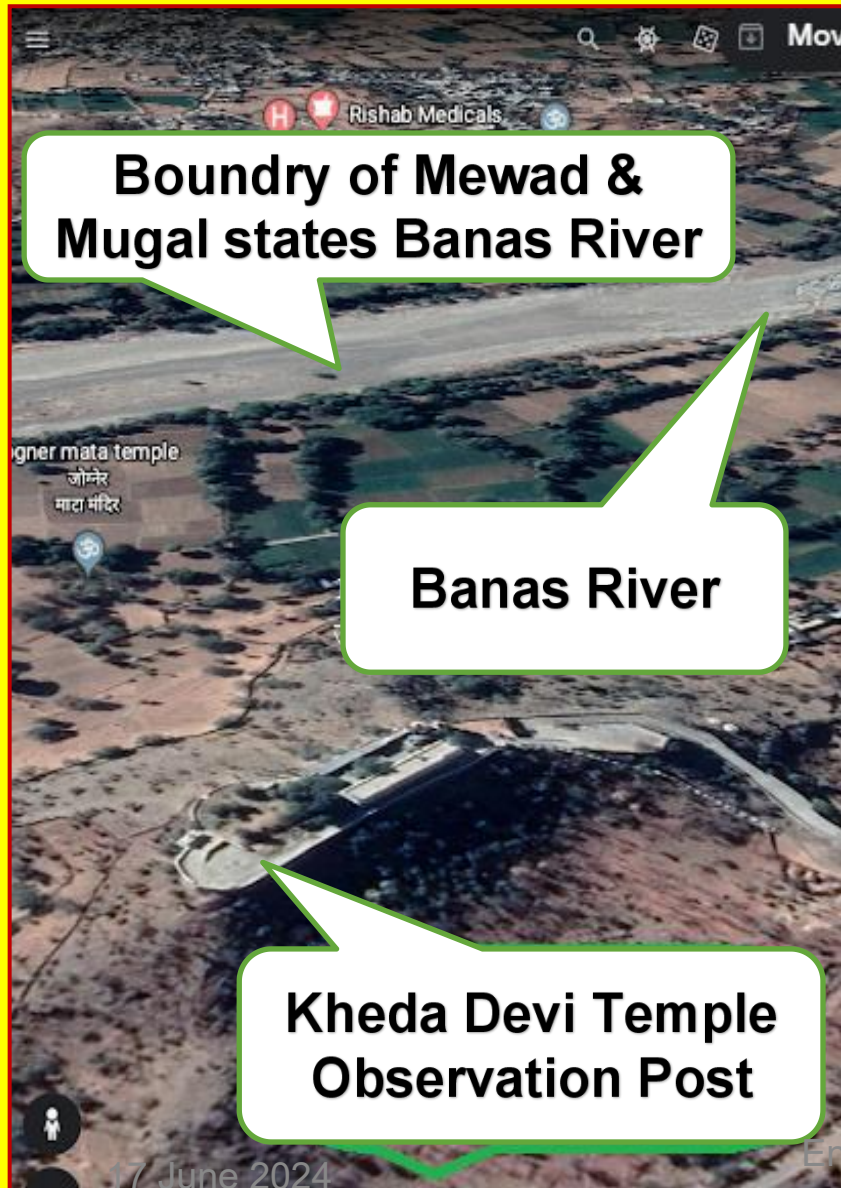 Mov
Rishab Medicals
Boundry of Mewad &
Mugal states Banas River
gner mata temple
जोग्नेर
माटा मंदिर
Banas River
Kheda Devi Temple
Observation Post
17 June 2024
En